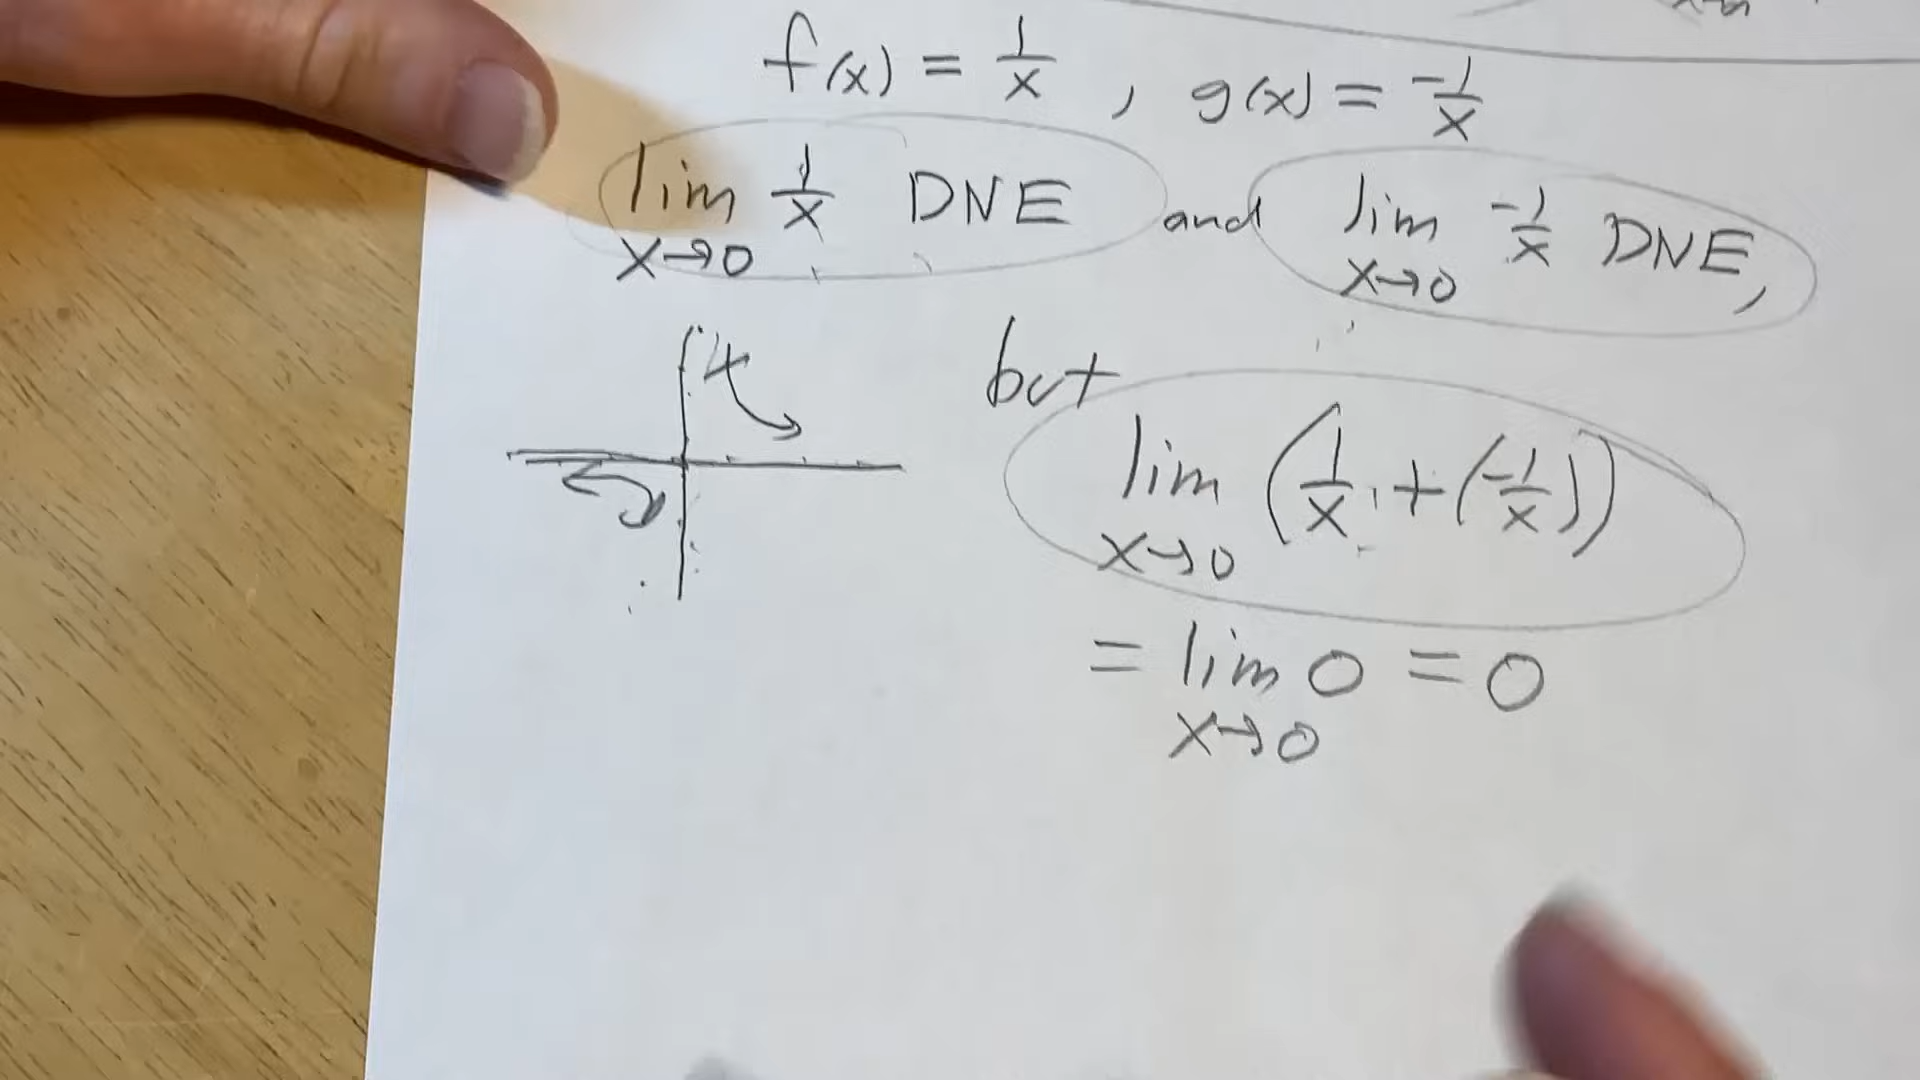 f(x) = 1/x , g(x) = -1/x
lim x→0 1/x DNE and lim x→0 -1/x DNE,
but
lim x→0 (1/x + (-1/x))
= lim x→0 0 = 0